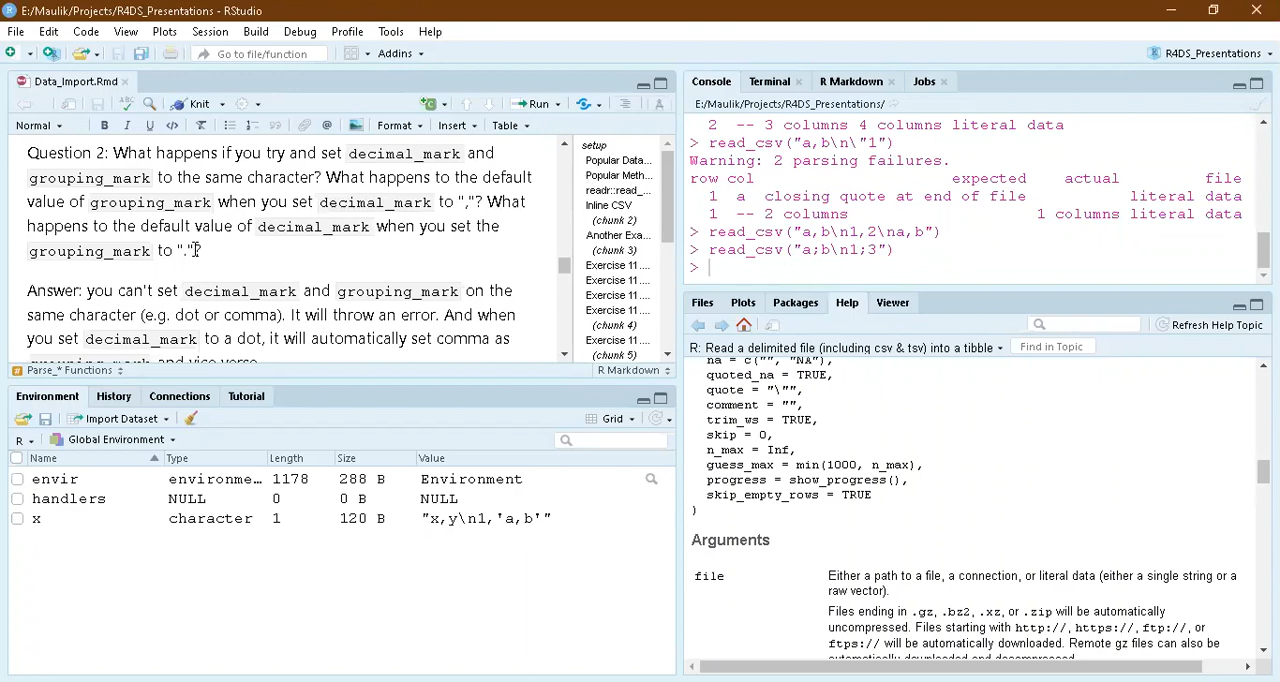 E:/Maulik/Projects/R4DS_Presentations - RStudio
File Edit Code View Plots Session Build Debug Profile Tools Help
Go to file/function Addins R4DS_Presentations
Data_Import.Rmd
Knit Run
Normal B I U Format Insert Table
Question 2: What happens if you try and set decimal_mark and
grouping_mark to the same character? What happens to the default
value of grouping_mark when you set decimal_mark to ","? What
happens to the default value of decimal_mark when you set the
grouping_mark to "."?
Answer: you can't set decimal_mark and grouping_mark on the
same character (e.g. dot or comma). It will throw an error. And when
you set decimal_mark to a dot, it will automatically set comma as
grouping_mark and vice verse
setup
Popular Data...
Popular Met...
readr::read_...
Inline CSV
(chunk 2)
Another Exa...
(chunk 3)
Exercise 11....
Exercise 11....
Exercise 11....
Exercise 11....
(chunk 4)
Exercise 11....
(chunk 5)
Parse_* Functions R Markdown
Environment History Connections Tutorial
Import Dataset Grid
R Global Environment
Name Type Length Size Value
envir environme... 1178 288 B Environment
handlers NULL 0 0 B NULL
x character 1 120 B "x,y\n1,'a,b'"
Console Terminal R Markdown Jobs
E:/Maulik/Projects/R4DS_Presentations/
2 -- 3 columns 4 columns literal data
> read_csv("a,b\n\"1")
Warning: 2 parsing failures.
row col expected actual file
1 a closing quote at end of file literal data
1 -- 2 columns 1 columns literal data
> read_csv("a,b\n1,2\na,b")
> read_csv("a;b\n1;3")
>
Files Plots Packages Help Viewer
Refresh Help Topic
R: Read a delimited file (including csv & tsv) into a tibble Find in Topic
na = c("", "NA"),
quoted_na = TRUE,
quote = "\"",
comment = "",
trim_ws = TRUE,
skip = 0,
n_max = Inf,
guess_max = min(1000, n_max),
progress = show_progress(),
skip_empty_rows = TRUE
)
Arguments
file Either a path to a file, a connection, or literal data (either a single string or a
raw vector).
Files ending in .gz, .bz2, .xz, or .zip will be automatically
uncompressed. Files starting with http://, https://, ftp://, or
ftps:// will be automatically downloaded. Remote gz files can also be
automatically downloaded and decompressed.